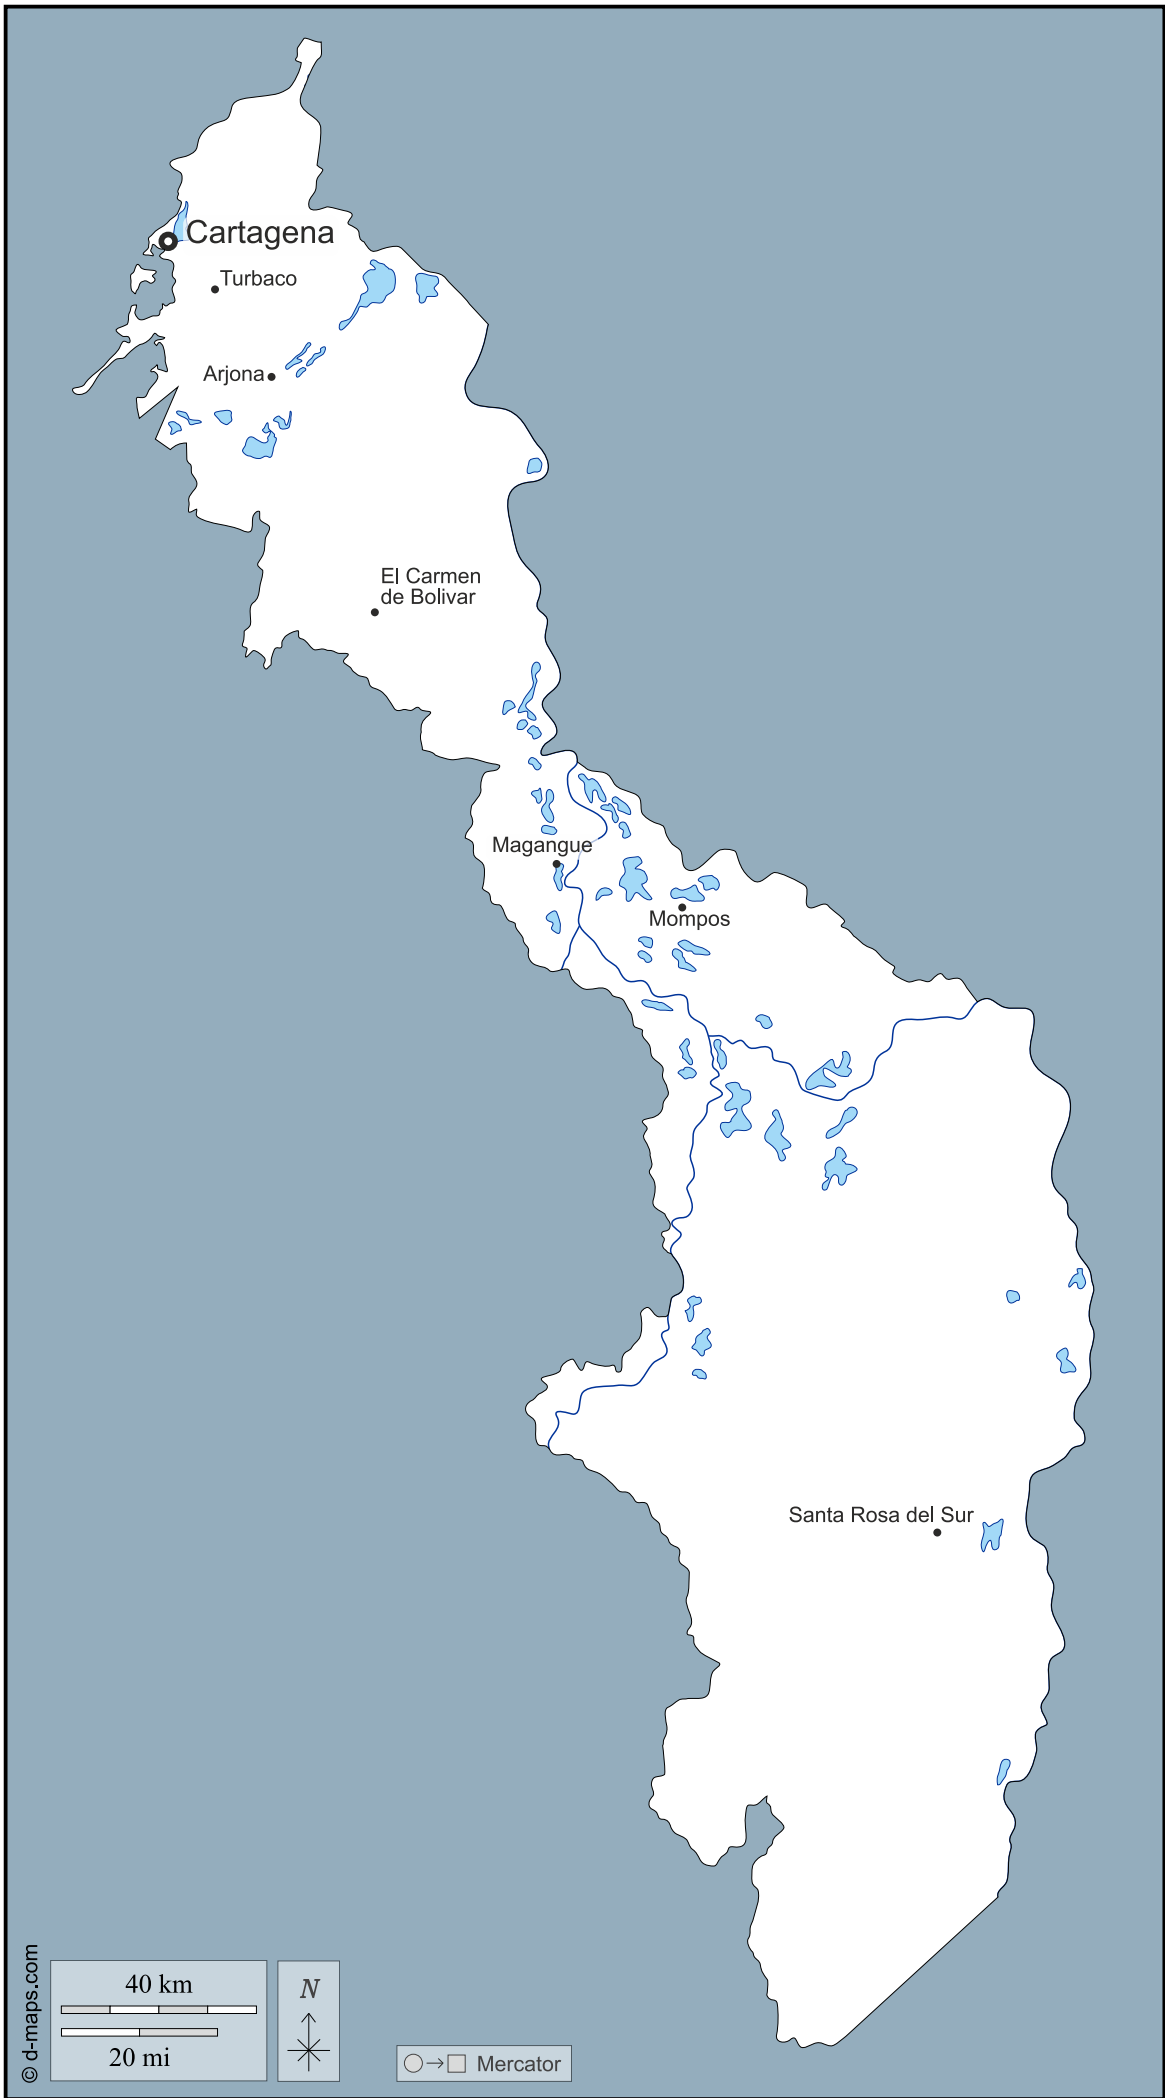 Cartagena
Turbaco
Arjona
El Carmen
de Bolivar
Magangue
Mompos
Santa Rosa del Sur
© d-maps.com
40 km
20 mi
N
Mercator